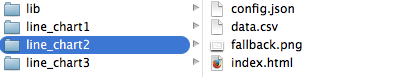 lib
line_chart1
line_chart2
line_chart3
config.json
data.csv
fallback.png
index.html